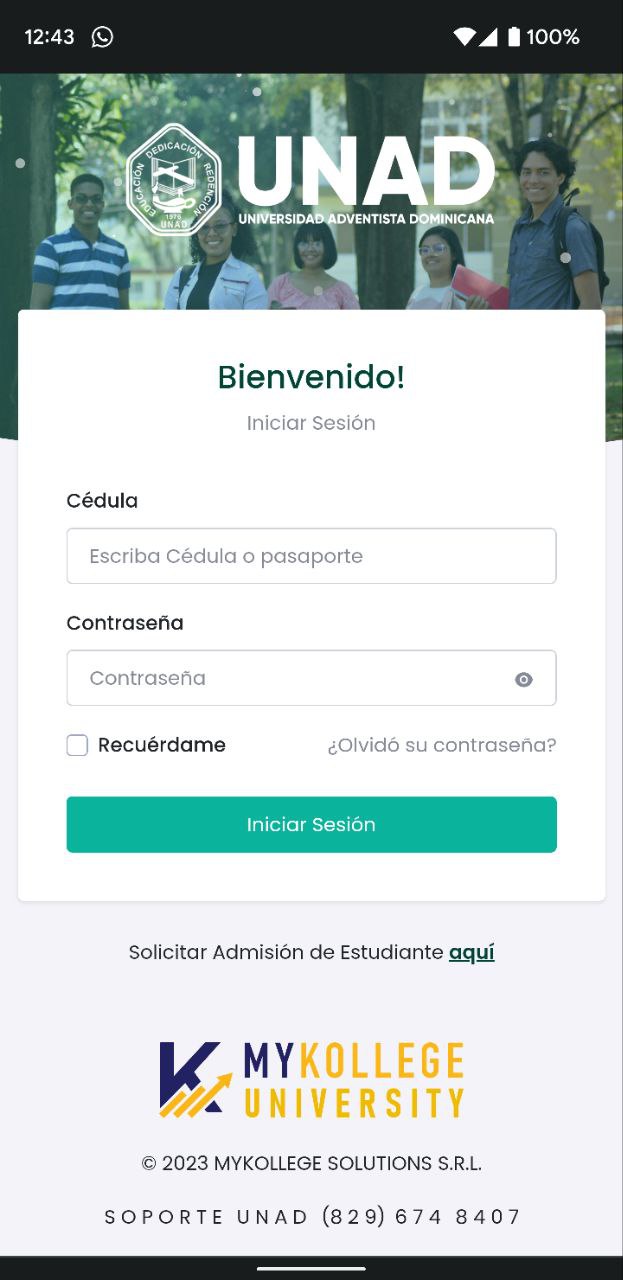 12:43 100%
EDUCACIÓN DEDICACIÓN REDENCIÓN
1976
UNAD
UNAD
UNIVERSIDAD ADVENTISTA DOMINICANA
Bienvenido!
Iniciar Sesión
Cédula
Escriba Cédula o pasaporte
Contraseña
Contraseña
Recuérdame ¿Olvidó su contraseña?
Iniciar Sesión
Solicitar Admisión de Estudiante aquí
MYKOLLEGE
UNIVERSITY
© 2023 MYKOLLEGE SOLUTIONS S.R.L.
SOPORTE UNAD (829) 674 8407